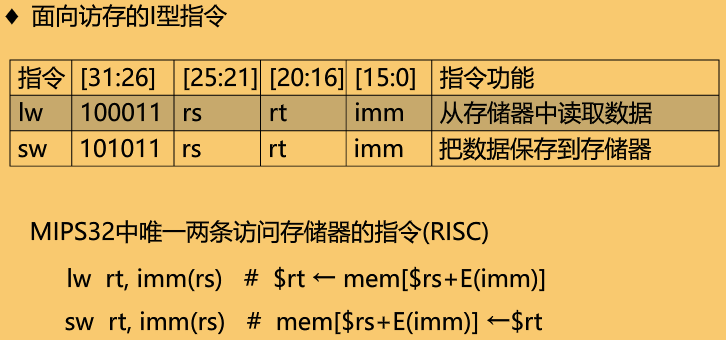 ♦ 面向访存的I型指令
指令 [31:26] [25:21] [20:16] [15:0] 指令功能
lw 100011 rs rt imm 从存储器中读取数据
sw 101011 rs rt imm 把数据保存到存储器
MIPS32中唯一两条访问存储器的指令(RISC)
lw rt, imm(rs) # $rt ← mem[$rs+E(imm)]
sw rt, imm(rs) # mem[$rs+E(imm)] ←$rt